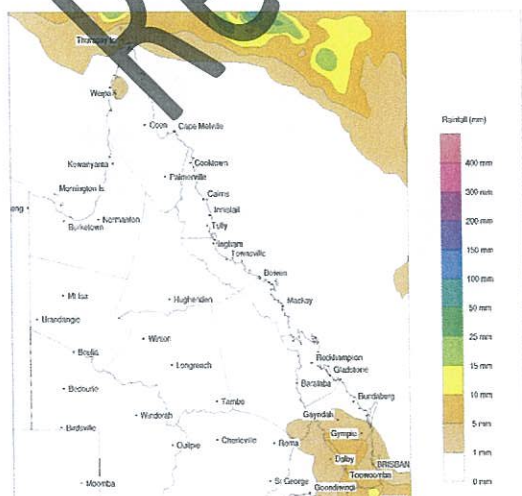 Re
Thursday Is.
Weipa
Coen
Cape Melville
Kowanyama
Cooktown
Palmerville
Mornington Is.
Cairns
Normanton
Innisfail
Burketown
Tully
Ingham
Townsville
Bowen
Mt Isa
Hughenden
Mackay
Urandangie
Winton
Boulia
Rockhampton
Longreach
Gladstone
Bedourie
Baralaba
Tambo
Bundaberg
Windorah
Gayndah
Birdsville
Gympie
Charleville
Roma
Quilpie
Dalby
BRISBAN
Toowoomba
Moomba
St George
Goondiwindi
Rainfall (mm)
400 mm
300 mm
200 mm
150 mm
100 mm
50 mm
25 mm
15 mm
10 mm
5 mm
1 mm
0 mm